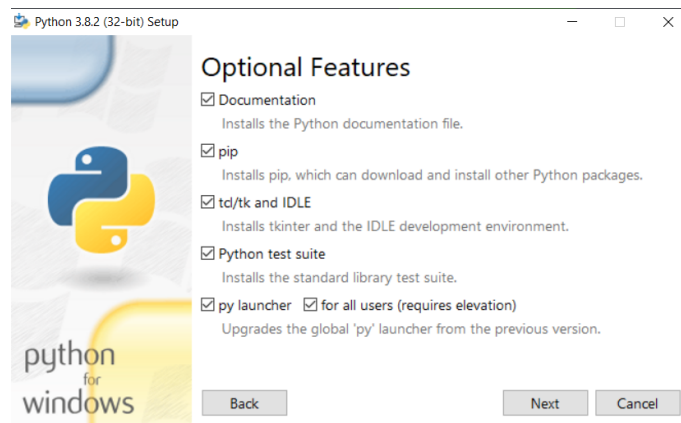 Python 3.8.2 (32-bit) Setup
Optional Features
Documentation
Installs the Python documentation file.
pip
Installs pip, which can download and install other Python packages.
tcl/tk and IDLE
Installs tkinter and the IDLE development environment.
Python test suite
Installs the standard library test suite.
py launcher for all users (requires elevation)
Upgrades the global 'py' launcher from the previous version.
python
for
windows
Back Next Cancel